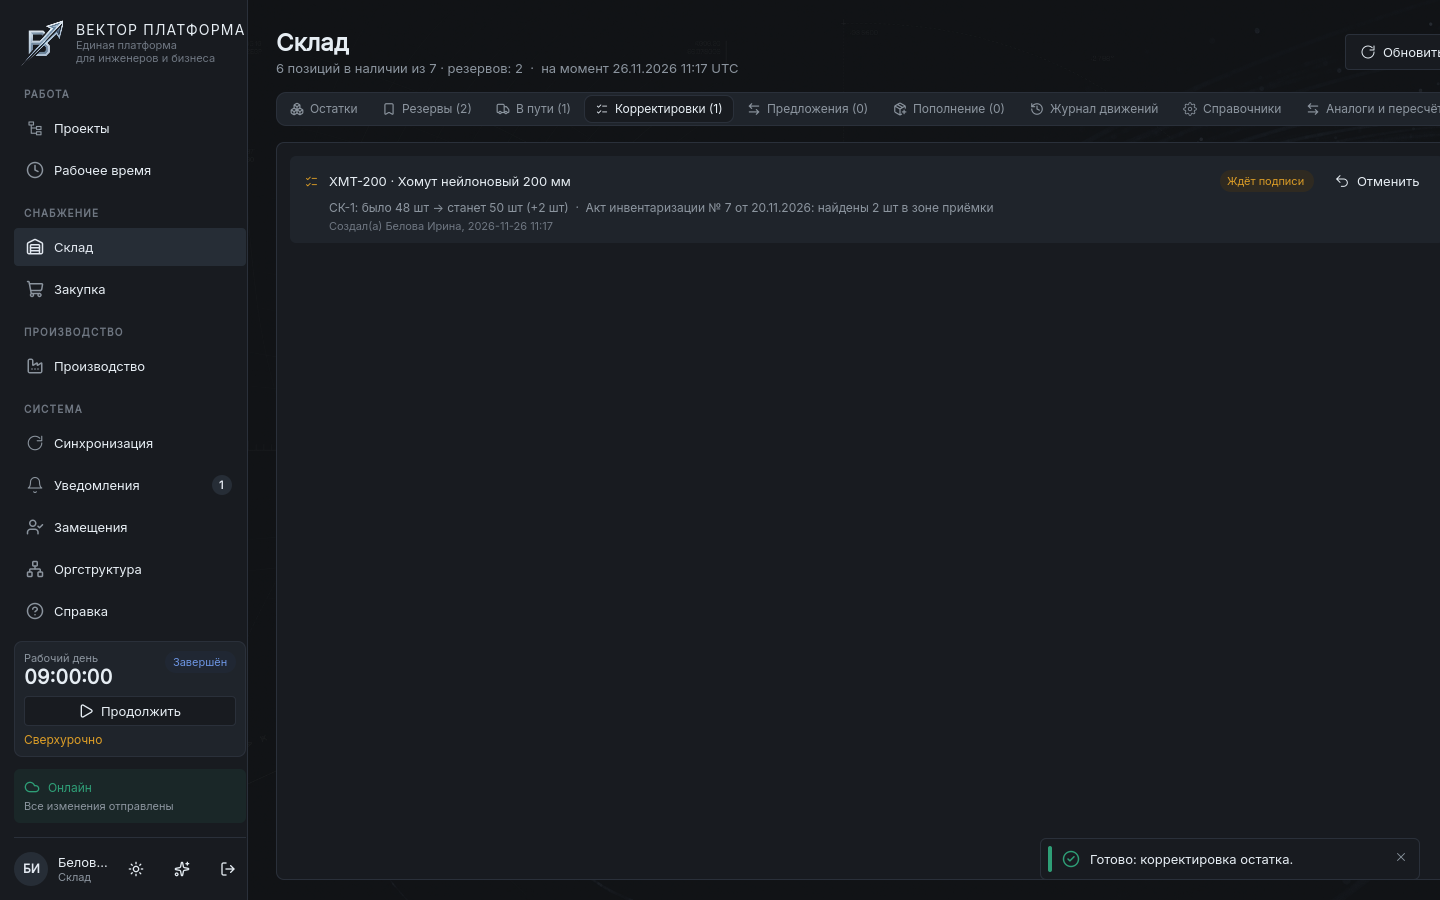 ВЕКТОР ПЛАТФОРМА
Единая платформа
для инженеров и бизнеса
РАБОТА
Проекты
Рабочее время
СНАБЖЕНИЕ
Склад
Закупка
ПРОИЗВОДСТВО
Производство
СИСТЕМА
Синхронизация
Уведомления 1
Замещения
Оргструктура
Справка
Рабочий день
Завершён
09:00:00
Продолжить
Сверхурочно
Онлайн
Все изменения отправлены
БИ
Белов...
Склад
Склад
6 позиций в наличии из 7 · резервов: 2 · на момент 26.11.2026 11:17 UTC
Обновить
Остатки Резервы (2) В пути (1) Корректировки (1) Предложения (0) Пополнение (0) Журнал движений Справочники Аналоги и пересчёт
ХМТ-200 · Хомут нейлоновый 200 мм
Ждёт подписи
Отменить
СК-1: было 48 шт → станет 50 шт (+2 шт) · Акт инвентаризации № 7 от 20.11.2026: найдены 2 шт в зоне приёмки
Создал(а) Белова Ирина, 2026-11-26 11:17
Готово: корректировка остатка.